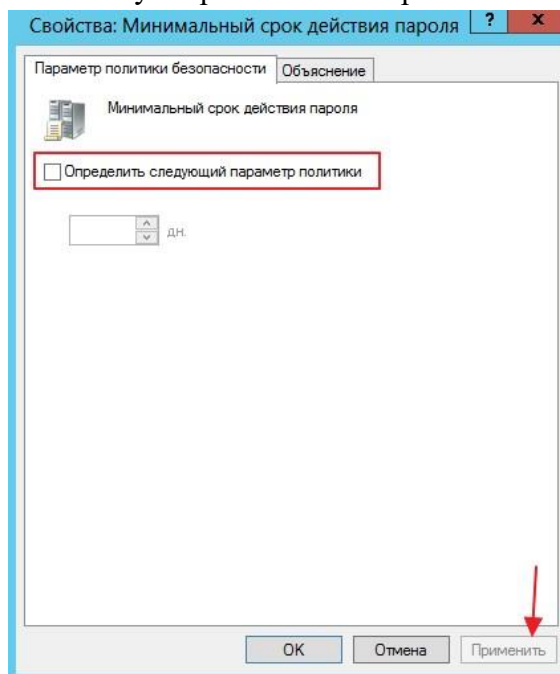 Свойства: Минимальный срок действия пароля ? x
Параметр политики безопасности Объяснение
Минимальный срок действия пароля
Определить следующий параметр политики
дн.
OK Отмена Применить